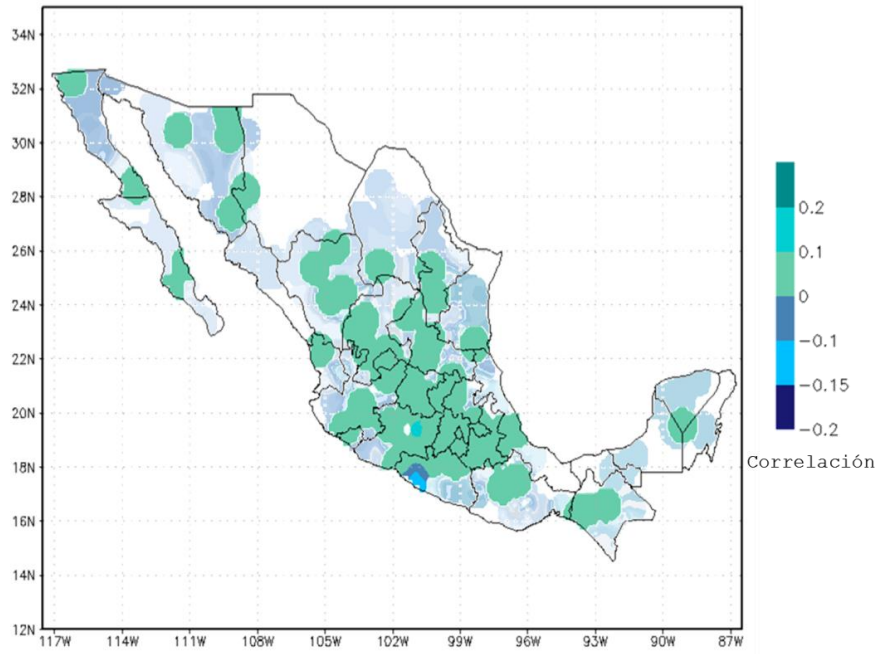 34N
32N
30N
28N
26N
24N
22N
20N
18N
16N
14N
12N
117W 114W 111W 108W 105W 102W 99W 96W 93W 90W 87W
0.2
0.1
0
-0.1
-0.15
-0.2
Correlación